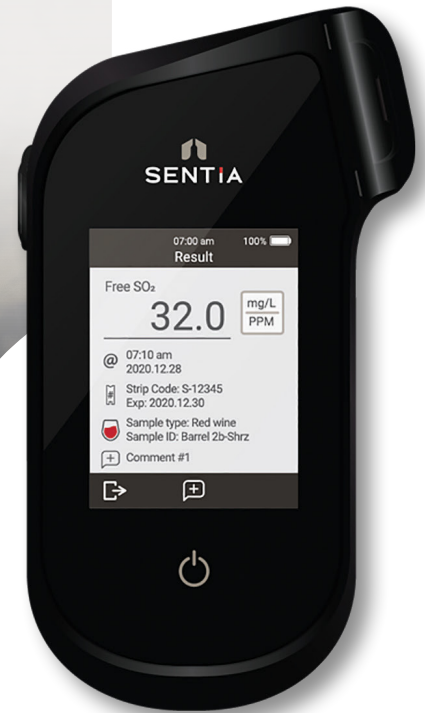 SENTIA
07:00 am 100%
Result
Free SO₂
32.0 mg/L
PPM
@ 07:10 am
2020.12.28
# Strip Code: S-12345
Exp: 2020.12.30
Sample type: Red wine
Sample ID: Barrel 2b-Shrz
+ Comment #1
+